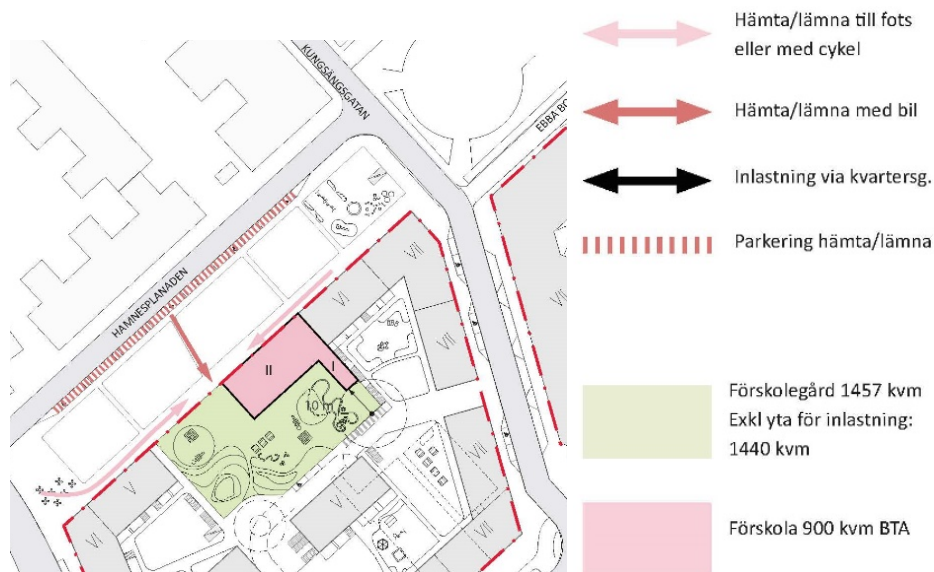 Hämta/lämna till fots
eller med cykel
Hämta/lämna med bil
Inlastning via kvartersg.
Parkering hämta/lämna
Förskolegård 1457 kvm
Exkl yta för inlastning:
1440 kvm
Förskola 900 kvm BTA
KUNGSÄNGSGATAN
EBBA BO
HAMNESPLANADEN
VII
VI
VII
VII
II
I
10 m
V
VI
VI
V
VII
VII